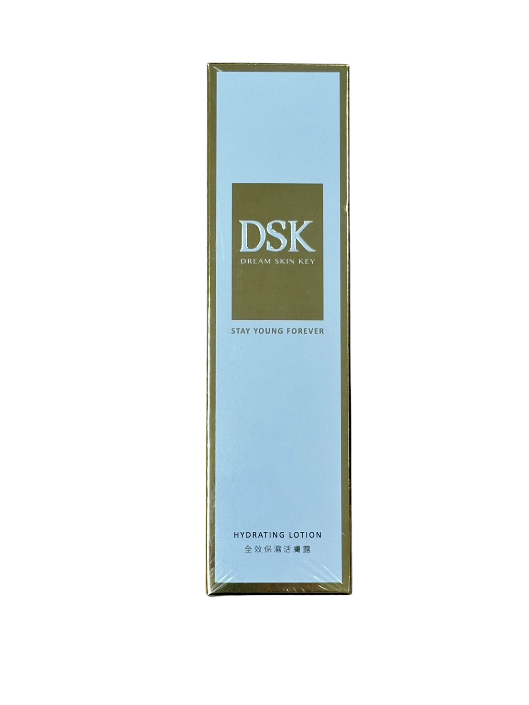 DSK
DREAM SKIN KEY
STAY YOUNG FOREVER
HYDRATING LOTION
全效保濕活膚露